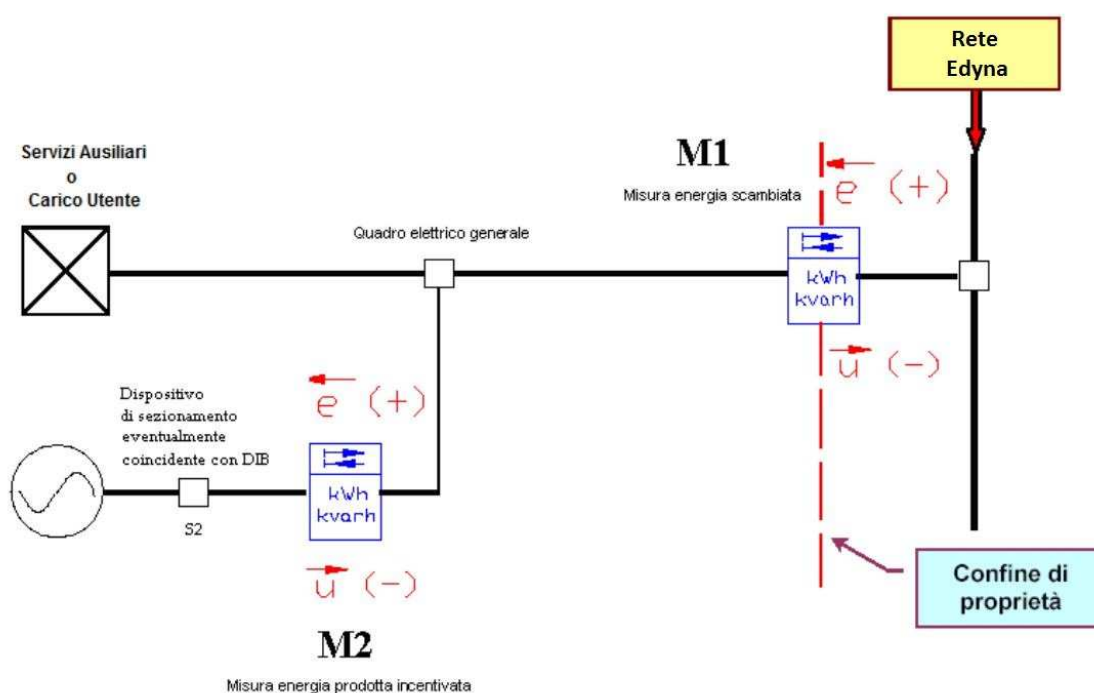 Rete
Edyna
Servizi Ausiliari
o
Carico Utente
M1
Misura energia scambiata
e (+)
Quadro elettrico generale
kWh
kvarh
u (-)
Dispositivo
di sezionamento
eventualmente
coincidente con DIB
e (+)
kWh
kvarh
S2
u (-)
Confine di
proprietà
M2
Misura energia prodotta incentivata